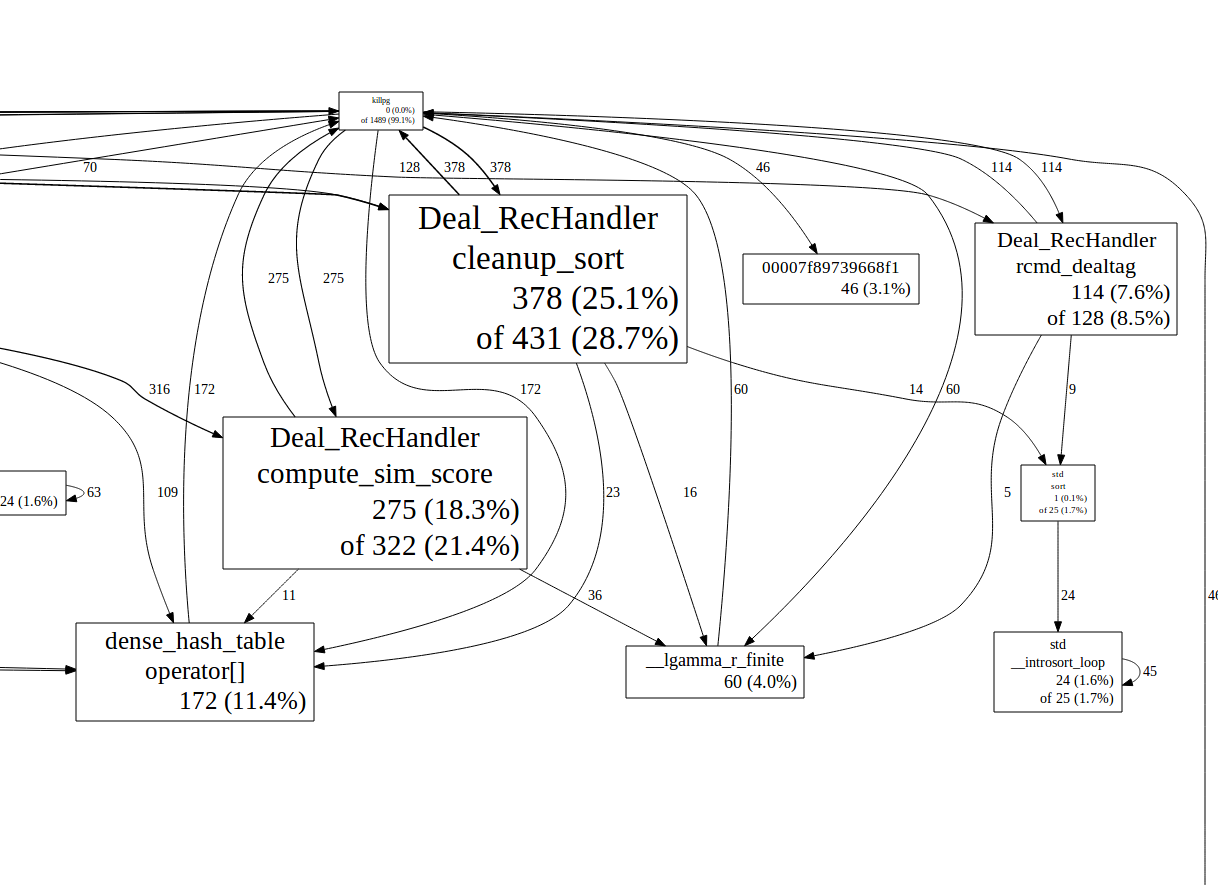 killpg
0 (0.0%)
of 1489 (99.1%)
70
128
378
378
46
114
114
Deal_RecHandler
cleanup_sort
378 (25.1%)
of 431 (28.7%)
00007f89739668f1
46 (3.1%)
Deal_RecHandler
rcmd_dealtag
114 (7.6%)
of 128 (8.5%)
275
275
316
172
172
60
14
60
9
Deal_RecHandler
compute_sim_score
275 (18.3%)
of 322 (21.4%)
24 (1.6%)
63
109
23
16
5
std
sort
1 (0.1%)
of 25 (1.7%)
11
36
24
46
dense_hash_table
operator[]
172 (11.4%)
__lgamma_r_finite
60 (4.0%)
std
__introsort_loop
24 (1.6%)
of 25 (1.7%)
45